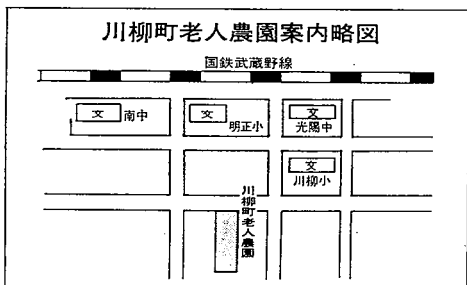 川柳町老人農園案内略図
国鉄武蔵野線
文 南中
文 明正小
文 光陽中
文 川柳小
川柳町老人農園